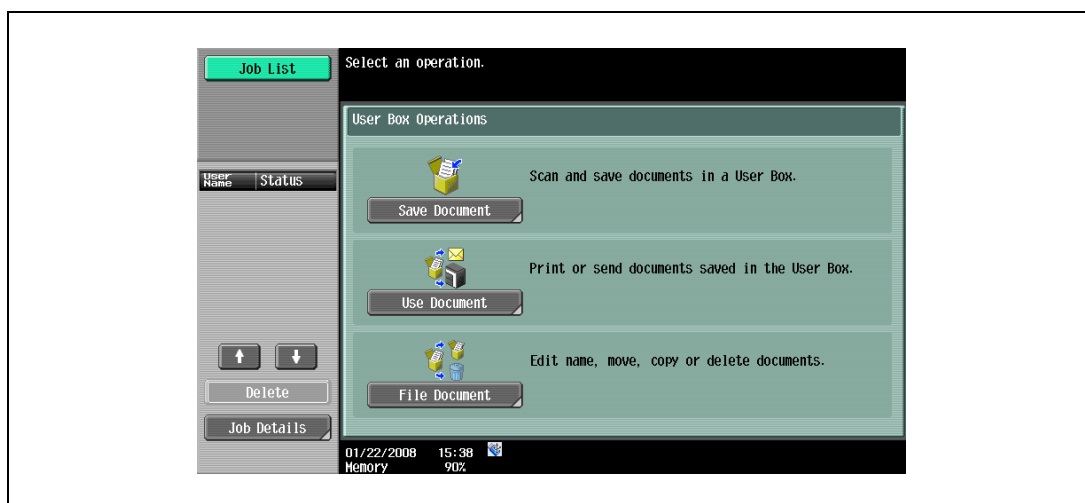 Job List
Select an operation.
User Box Operations
User Name Status
Scan and save documents in a User Box.
Save Document
Print or send documents saved in the User Box.
Use Document
Edit name, move, copy or delete documents.
File Document
Delete
Job Details
01/22/2008 15:38
Memory 90%